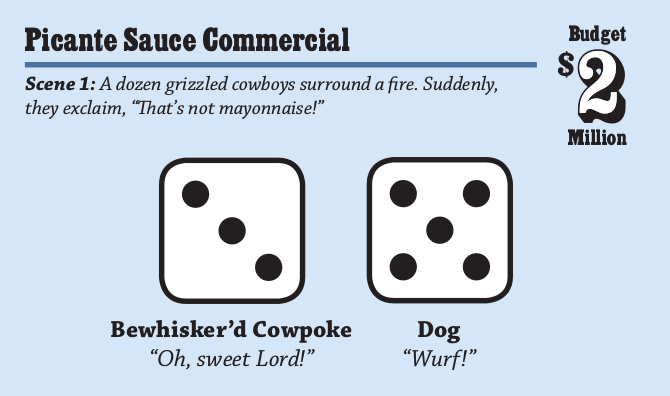 Picante Sauce Commercial
Budget
$2
Million
Scene 1: A dozen grizzled cowboys surround a fire. Suddenly,
they exclaim, “That’s not mayonnaise!”
Bewhisker’d Cowpoke
“Oh, sweet Lord!”
Dog
“Wurf!”